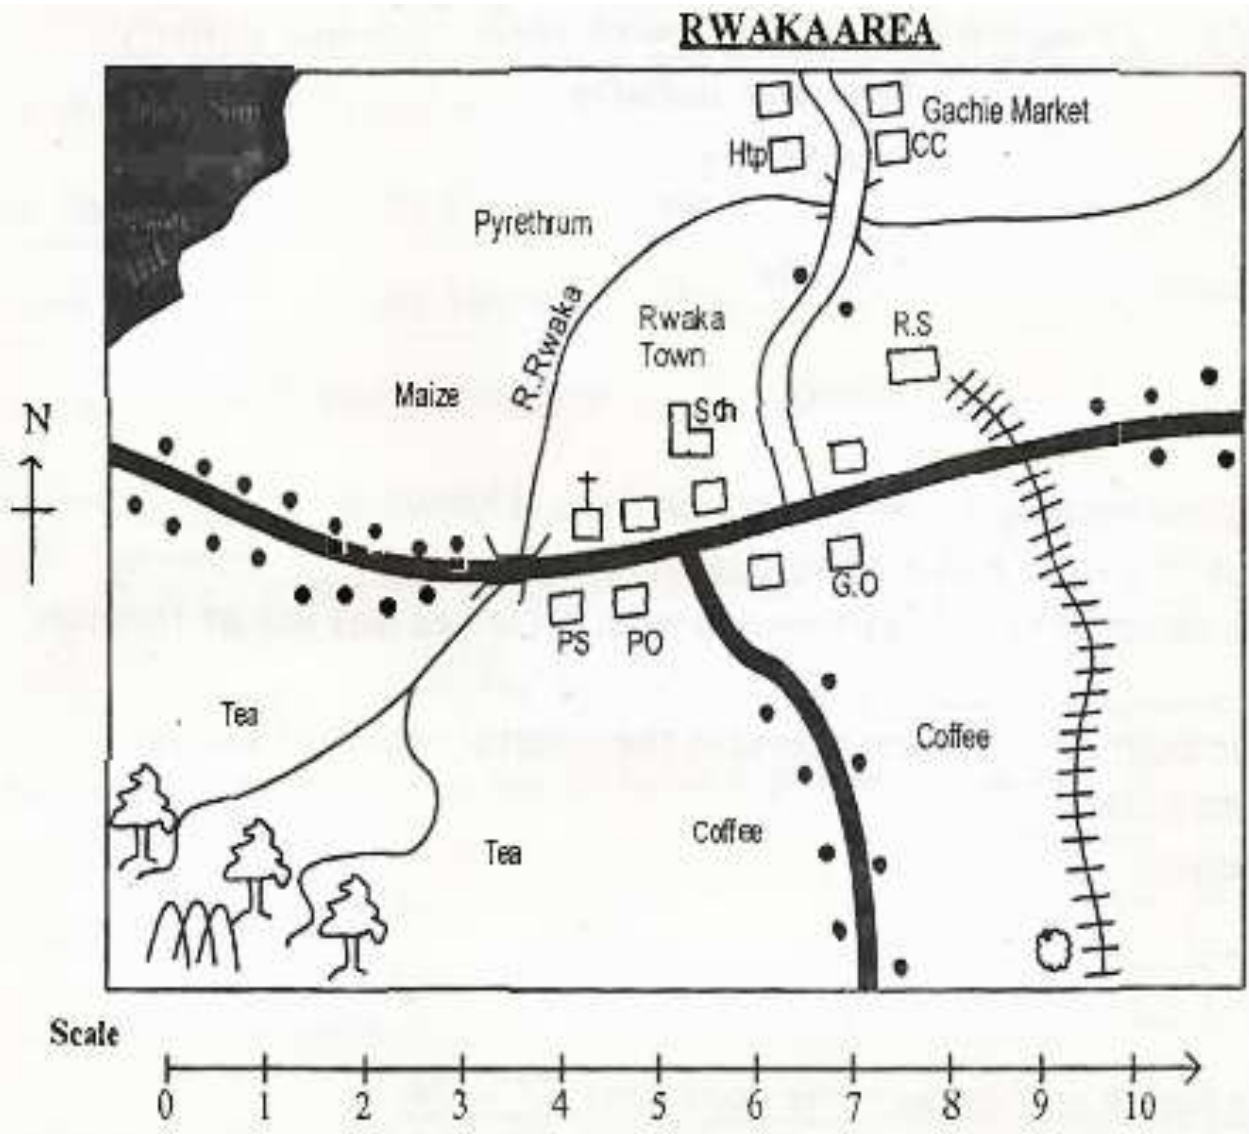 RWAKAAREA
Gachie Market
Htp
CC
Pyrethrum
R.Rwaka
Rwaka
Town
R.S
Maize
Sch
N
G.O
PS
PO
Tea
Coffee
Coffee
Tea
Scale
0 1 2 3 4 5 6 7 8 9 10